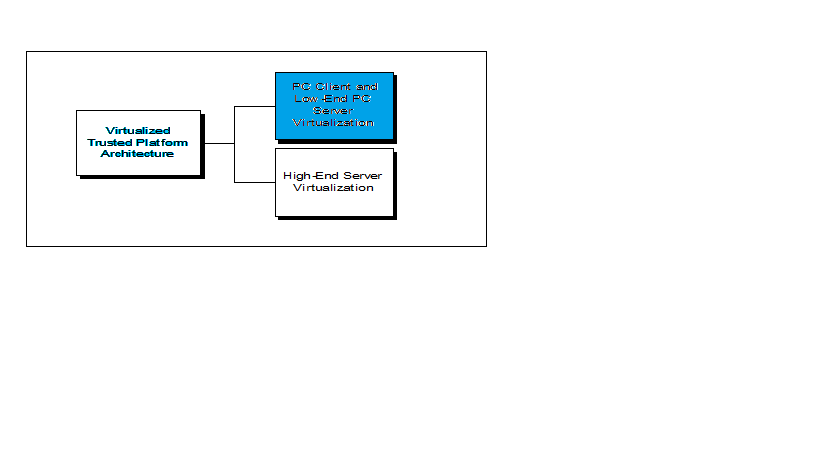 Virtualized
Trusted Platform
Architecture
PC Client and
Low-End PC
Server
Virtualization
High-End Server
Virtualization